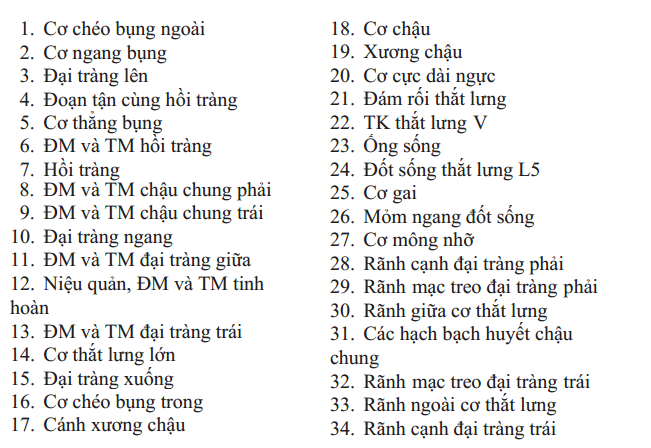 1. Cơ chéo bụng ngoài
2. Cơ ngang bụng
3. Đại tràng lên
4. Đoạn tận cùng hồi tràng
5. Cơ thẳng bụng
6. ĐM và TM hồi tràng
7. Hồi tràng
8. ĐM và TM chậu chung phải
9. ĐM và TM chậu chung trái
10. Đại tràng ngang
11. ĐM và TM đại tràng giữa
12. Niệu quản, ĐM và TM tinh
hoàn
13. ĐM và TM đại tràng trái
14. Cơ thắt lưng lớn
15. Đại tràng xuống
16. Cơ chéo bụng trong
17. Cánh xương chậu
18. Cơ chậu
19. Xương chậu
20. Cơ cực dài ngực
21. Đám rối thắt lưng
22. TK thắt lưng V
23. Ống sống
24. Đốt sống thắt lưng L5
25. Cơ gai
26. Mỏm ngang đốt sống
27. Cơ mông nhỡ
28. Rãnh cạnh đại tràng phải
29. Rãnh mạc treo đại tràng phải
30. Rãnh giữa cơ thắt lưng
31. Các hạch bạch huyết chậu
chung
32. Rãnh mạc treo đại tràng trái
33. Rãnh ngoài cơ thắt lưng
34. Rãnh cạnh đại tràng trái